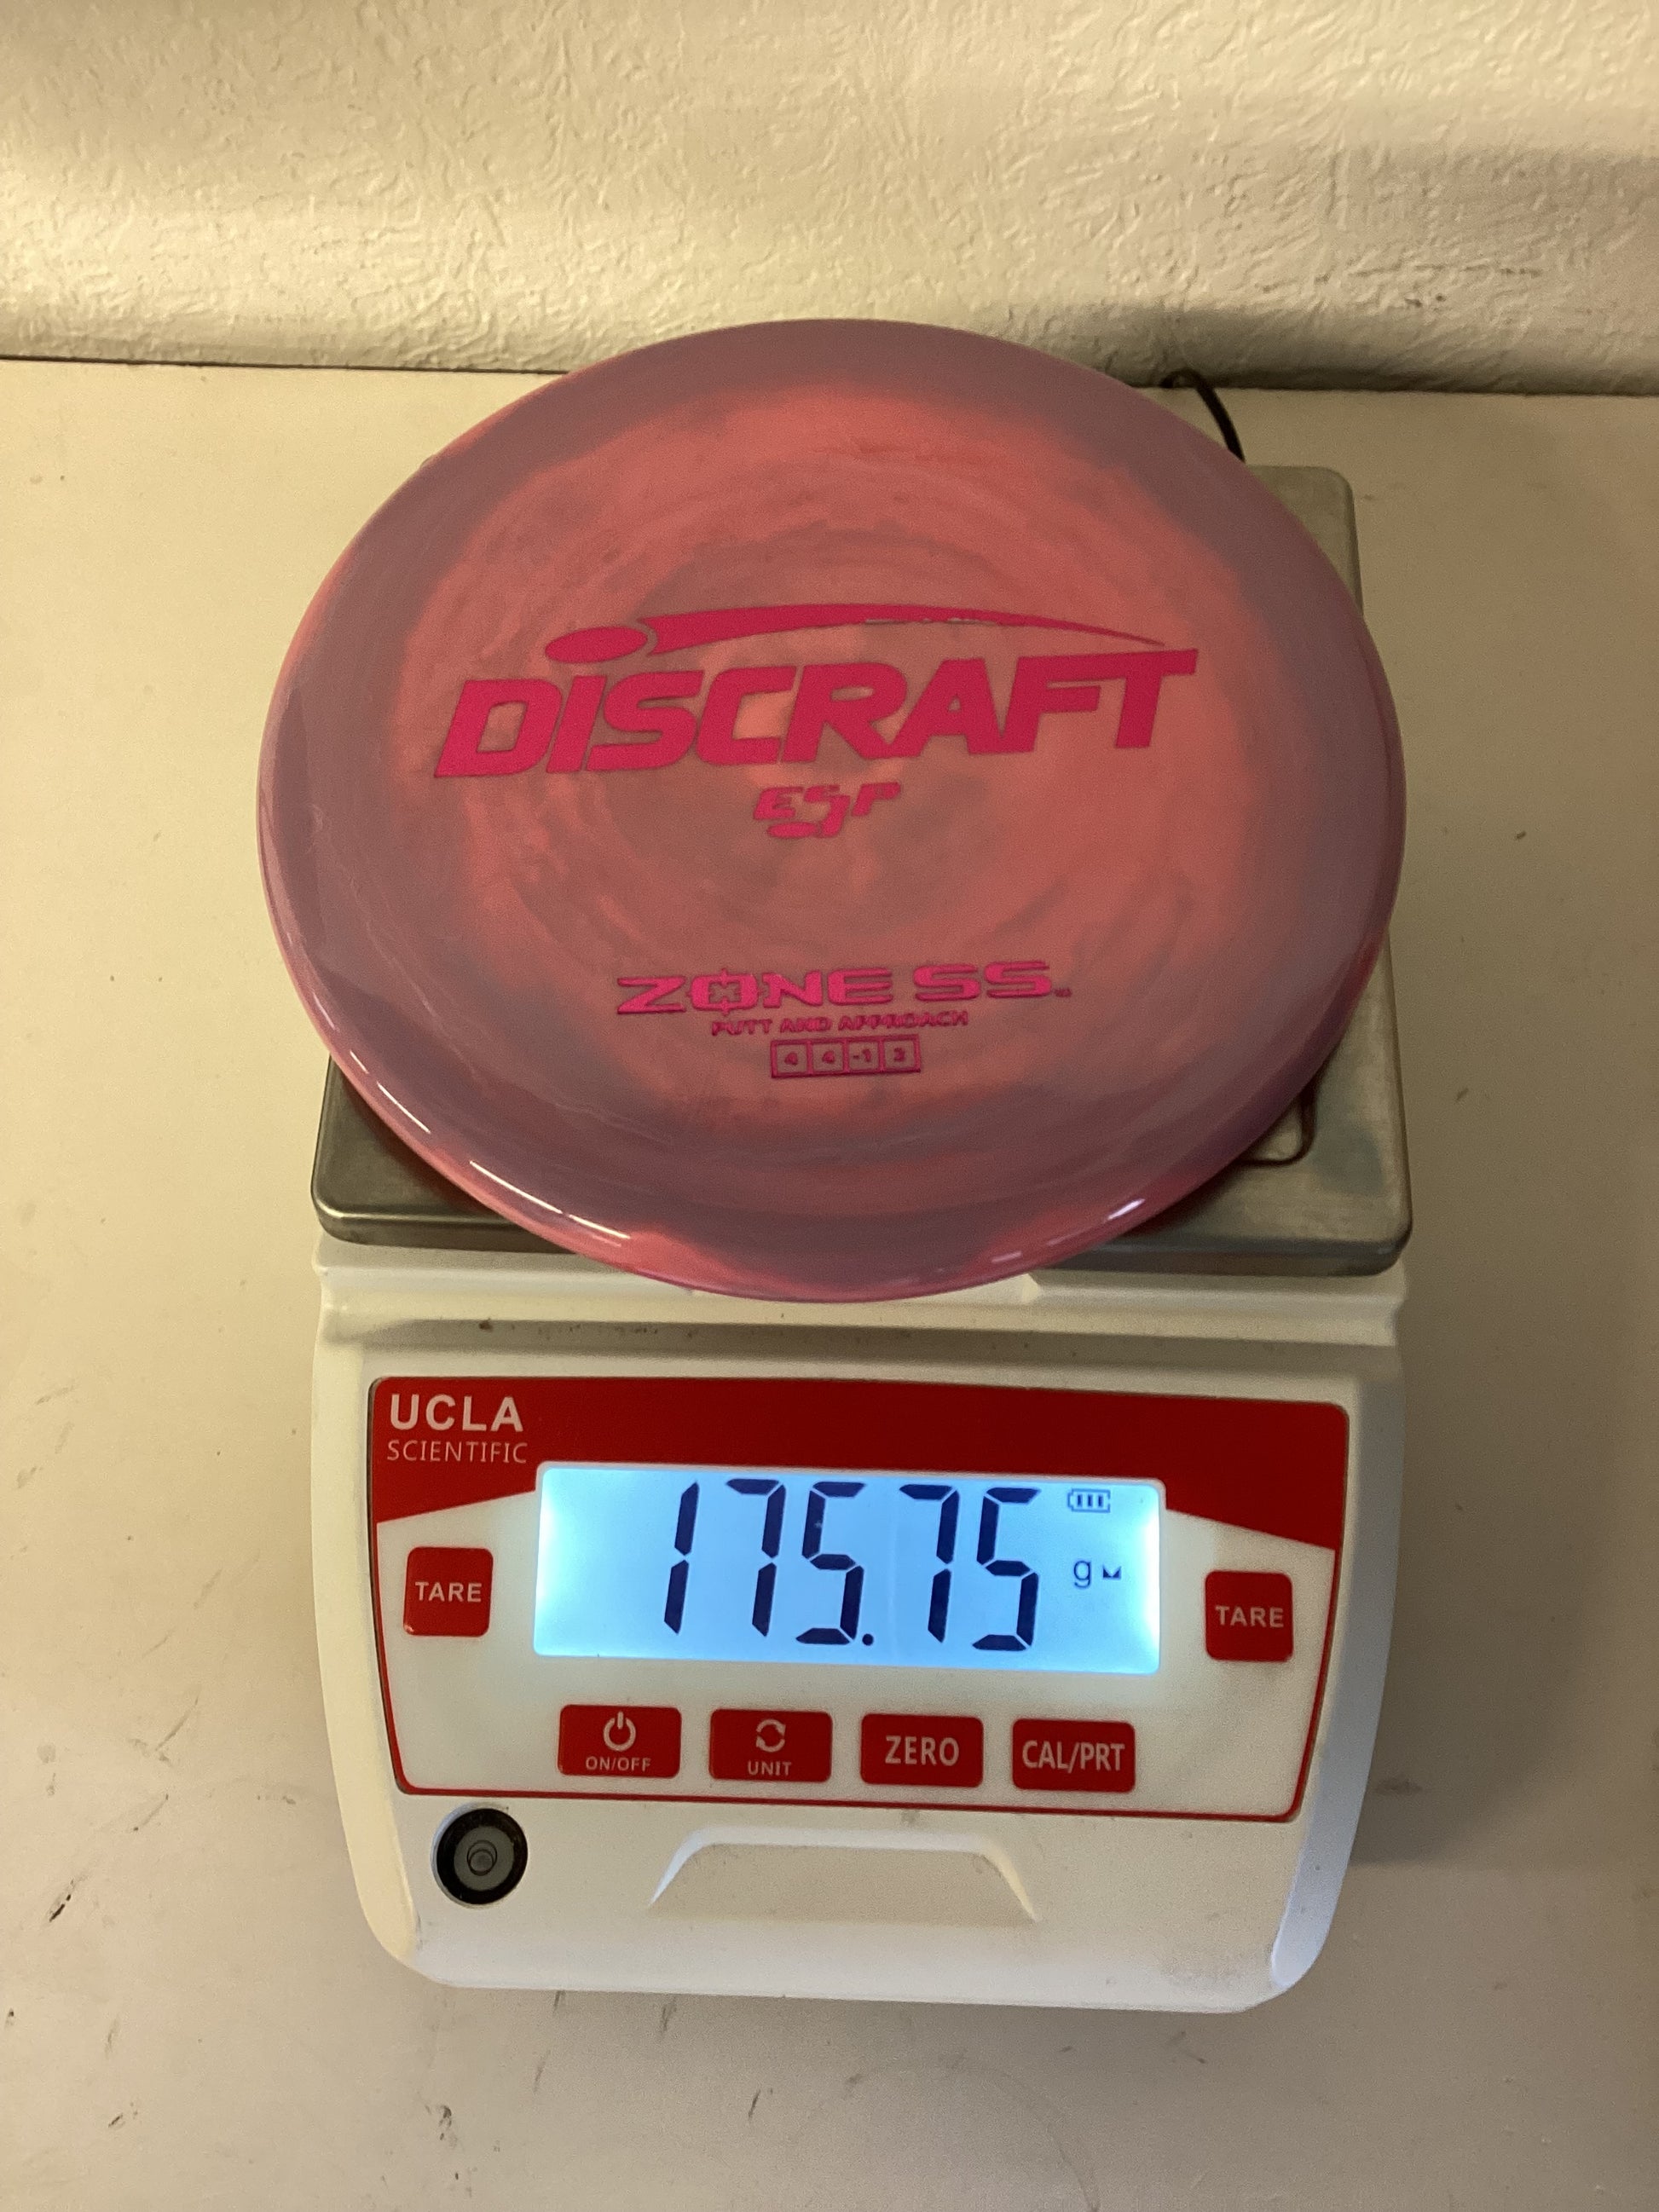 DISCRAFT
ESP
ZONE SS™
PUTT AND APPROACH
4 4 -1 3
UCLA
SCIENTIFIC
175.75 g
TARE
TARE
ON/OFF
UNIT
ZERO
CAL/PRT